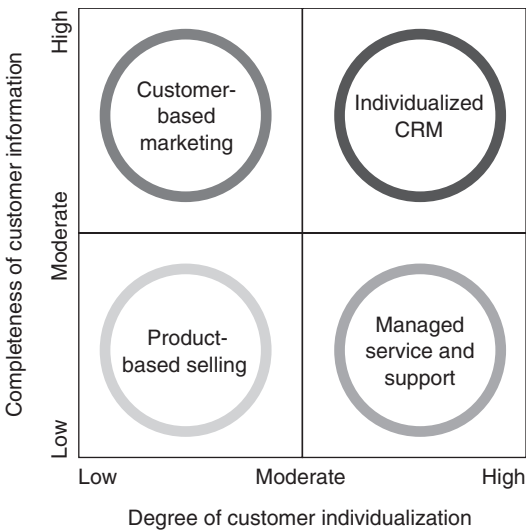 Completeness of customer information
High
Moderate
Low
Customer-
based
marketing
Individualized
CRM
Product-
based selling
Managed
service and
support
Low
Moderate
High
Degree of customer individualization